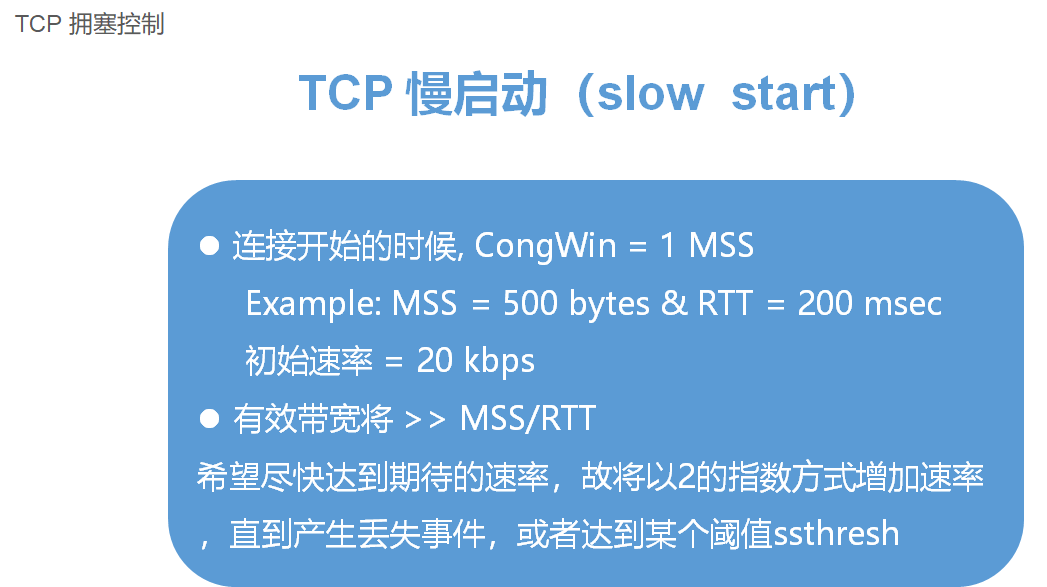 TCP 拥塞控制
TCP 慢启动（slow start）
● 连接开始的时候, CongWin = 1 MSS
Example: MSS = 500 bytes & RTT = 200 msec
初始速率 = 20 kbps
● 有效带宽将 >> MSS/RTT
希望尽快达到期待的速率，故将以2的指数方式增加速率
，直到产生丢失事件，或者达到某个阈值ssthresh